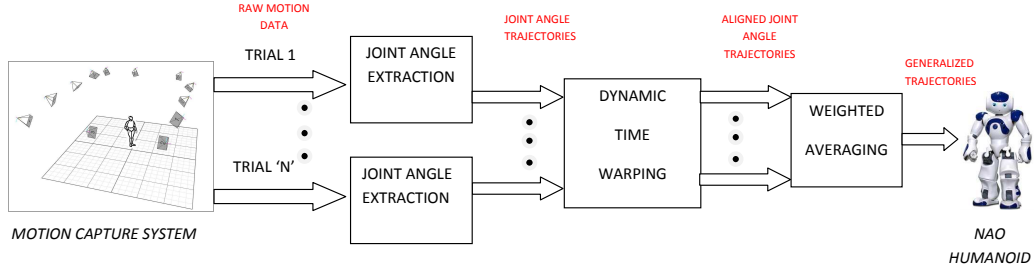 RAW MOTION
DATA
TRIAL 1
JOINT ANGLE
EXTRACTION
JOINT ANGLE
TRAJECTORIES
ALIGNED JOINT
ANGLE
TRAJECTORIES
GENERALIZED
TRAJECTORIES
DYNAMIC
TIME
WARPING
WEIGHTED
AVERAGING
TRIAL ‘N’
JOINT ANGLE
EXTRACTION
MOTION CAPTURE SYSTEM
NAO
HUMANOID